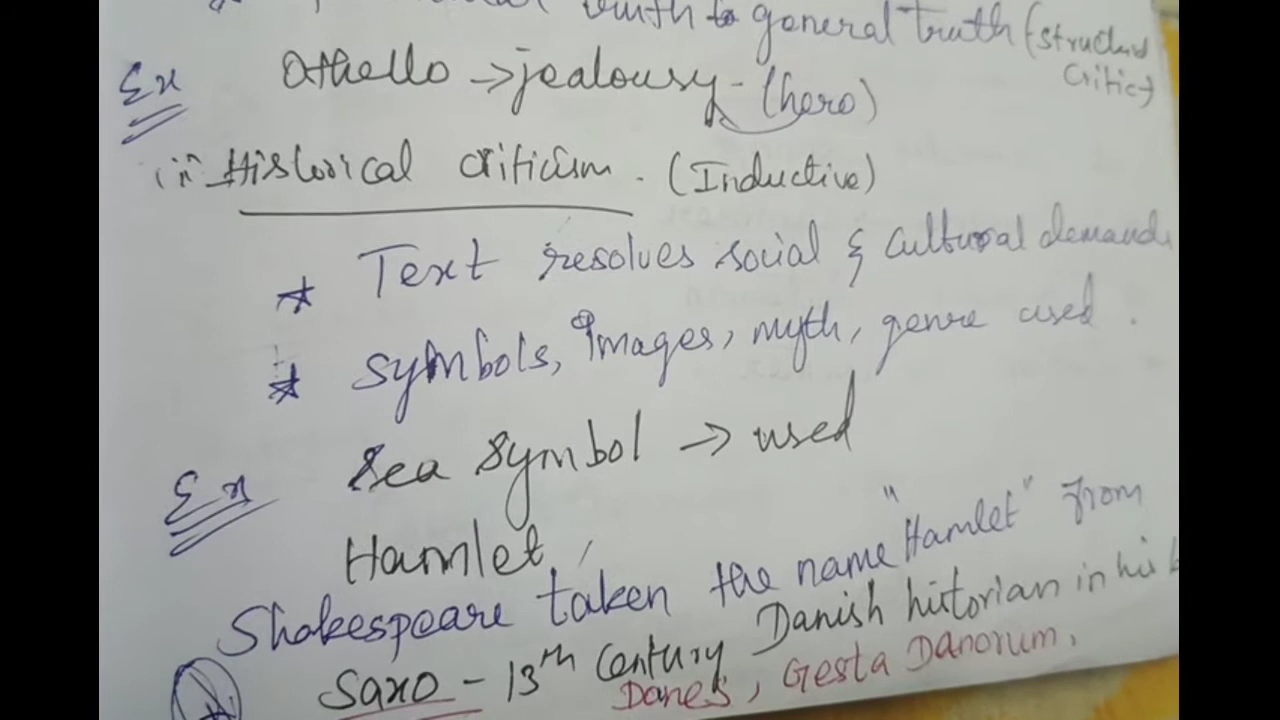 truth to general truth (structural
critic)
Ex Othello → jealousy - (hero)
(ii) Historical criticism. (Inductive)
* Text resolves social & cultural demands
* Symbols, Images, myth, genre used.
Ex Sea Symbol → used
Hamlet,
Shakespeare taken the name "Hamlet" from
Saxo - 13th Century Danish historian in his
Danes, Gesta Danorum.